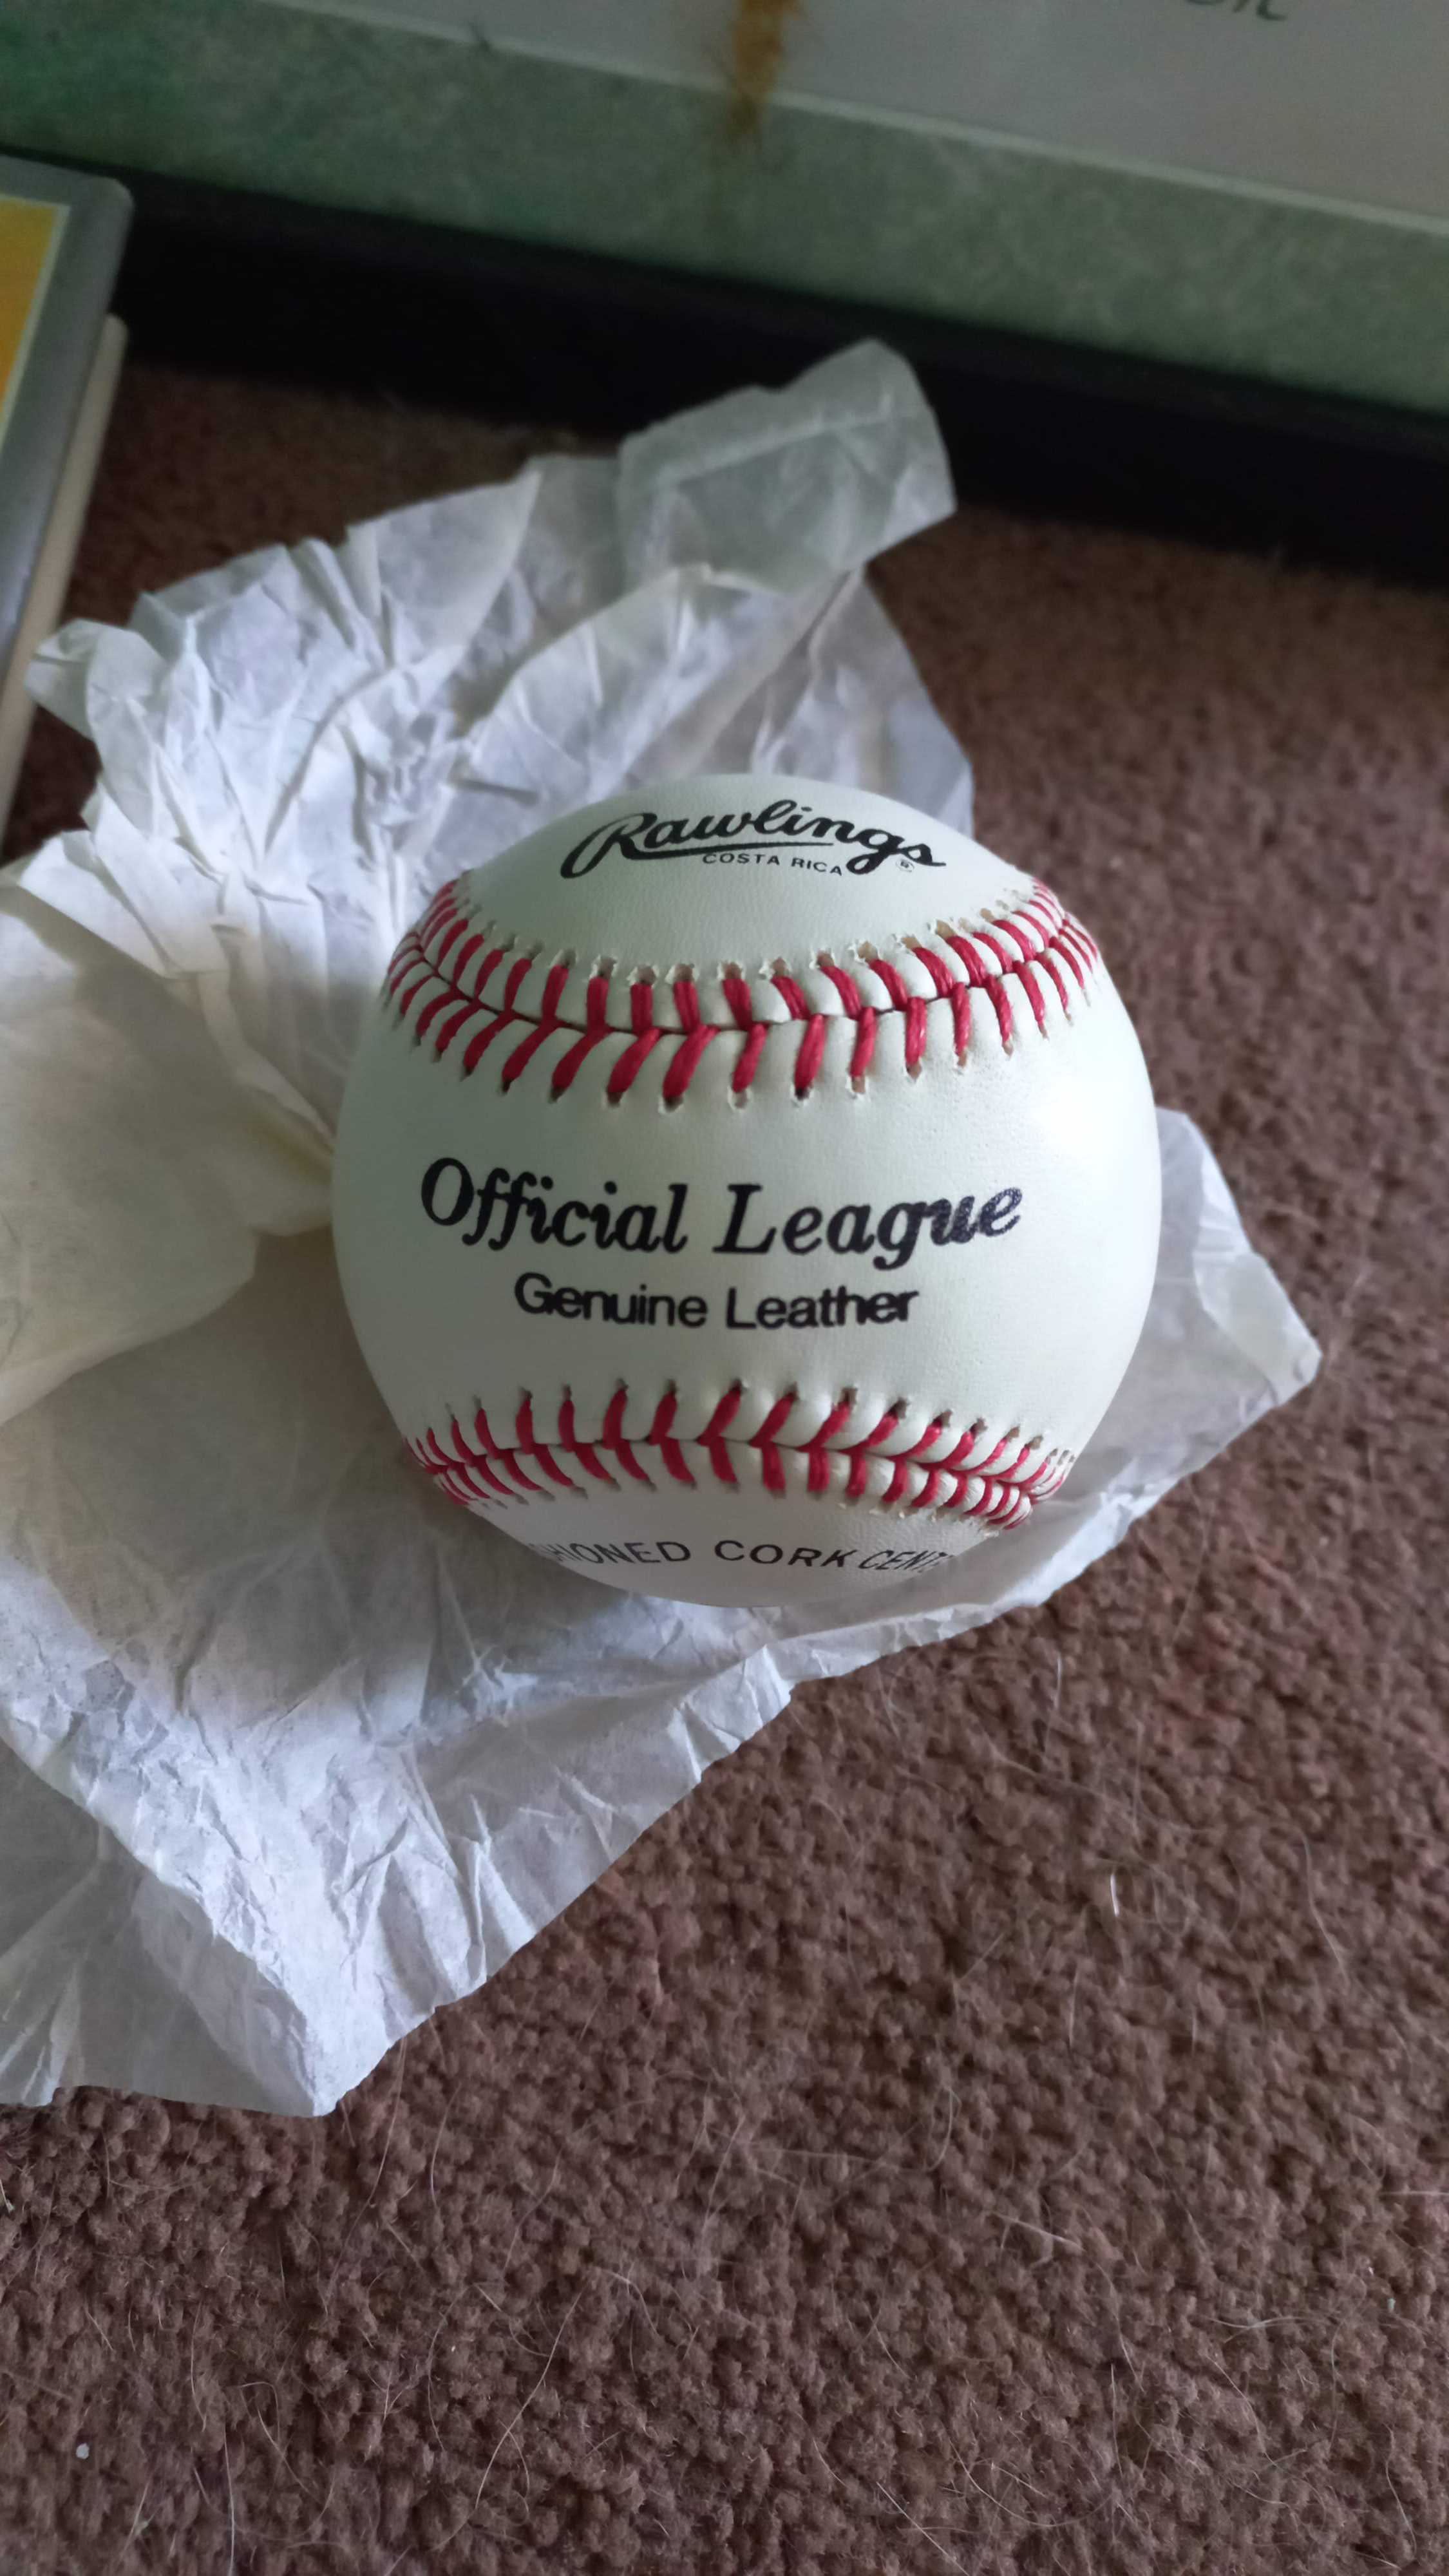 Rawlings
COSTA RICA ®
Official League
Genuine Leather
CORK